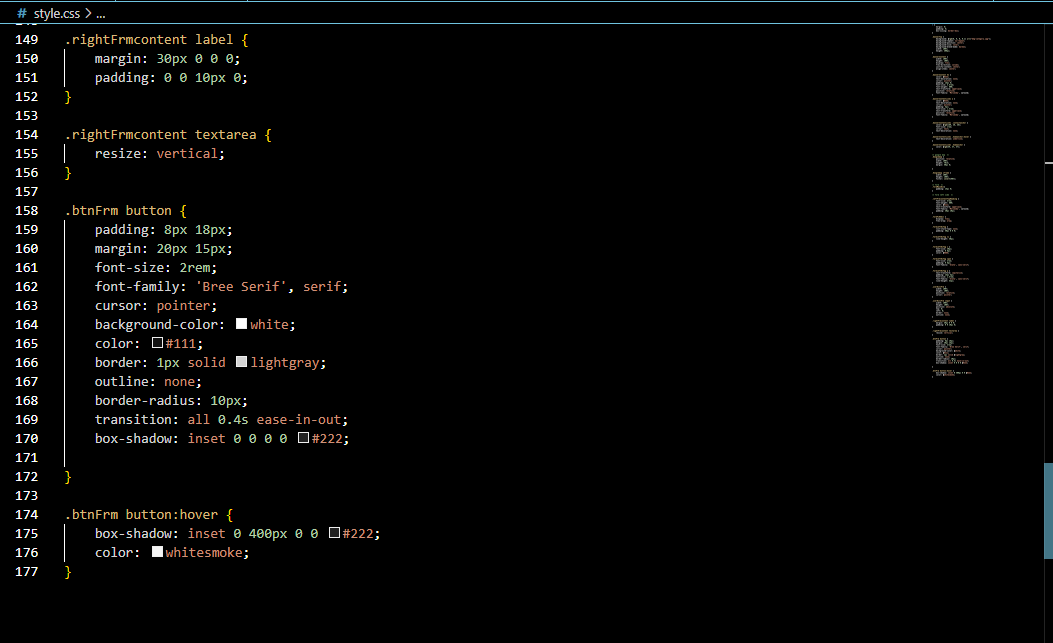 # style.css > ...
149 .rightFrmcontent label {
150 margin: 30px 0 0 0;
151 padding: 0 0 10px 0;
152 }
153
154 .rightFrmcontent textarea {
155 resize: vertical;
156 }
157
158 .btnFrm button {
159 padding: 8px 18px;
160 margin: 20px 15px;
161 font-size: 2rem;
162 font-family: 'Bree Serif', serif;
163 cursor: pointer;
164 background-color: white;
165 color: #111;
166 border: 1px solid lightgray;
167 outline: none;
168 border-radius: 10px;
169 transition: all 0.4s ease-in-out;
170 box-shadow: inset 0 0 0 0 #222;
171
172 }
173
174 .btnFrm button:hover {
175 box-shadow: inset 0 400px 0 0 #222;
176 color: whitesmoke;
177 }